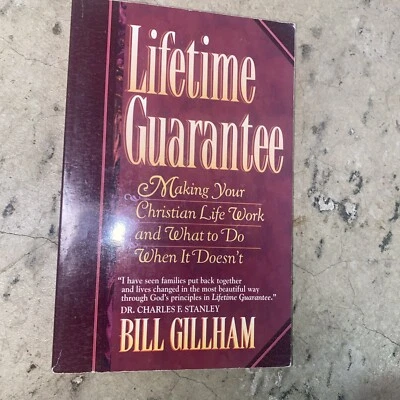 Lifetime
Guarantee
Making Your
Christian Life Work
and What to Do
When It Doesn't
"I have seen families put back together
and lives changed in the most beautiful way
through God's principles in Lifetime Guarantee."
DR. CHARLES F. STANLEY
BILL GILLHAM